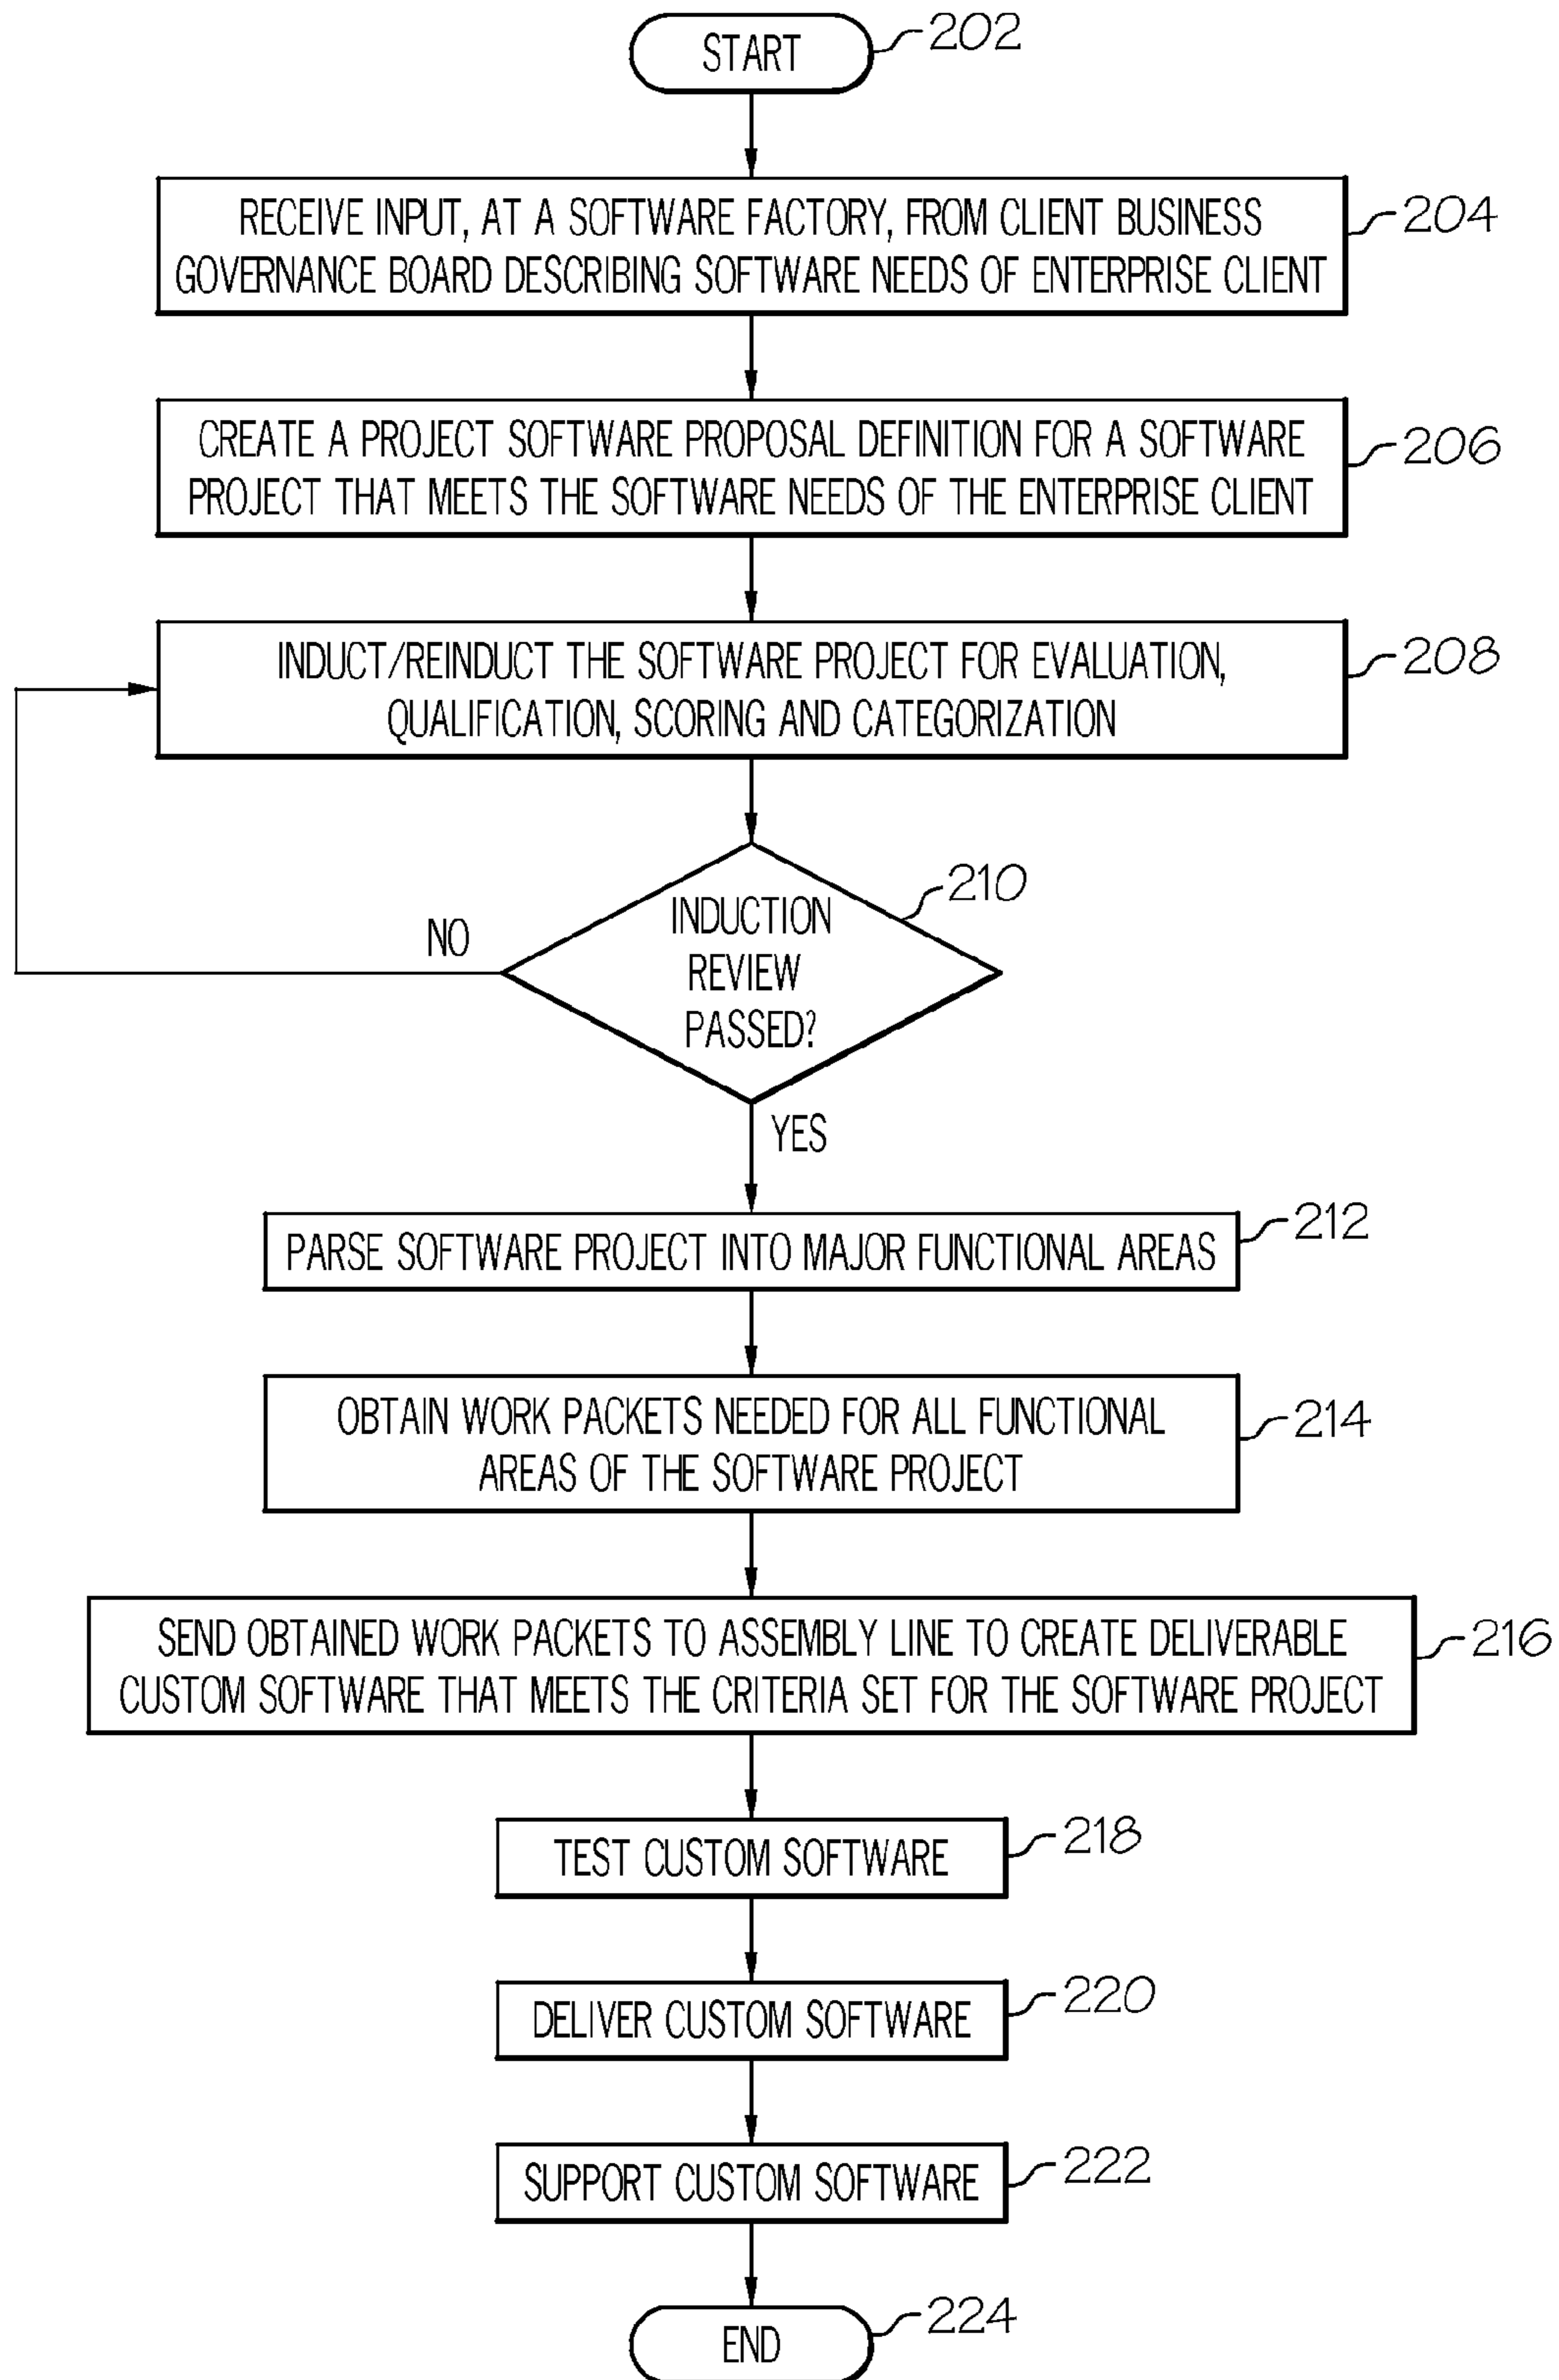 START
202
RECEIVE INPUT, AT A SOFTWARE FACTORY, FROM CLIENT BUSINESS
GOVERNANCE BOARD DESCRIBING SOFTWARE NEEDS OF ENTERPRISE CLIENT
204
CREATE A PROJECT SOFTWARE PROPOSAL DEFINITION FOR A SOFTWARE
PROJECT THAT MEETS THE SOFTWARE NEEDS OF THE ENTERPRISE CLIENT
206
INDUCT/REINDUCT THE SOFTWARE PROJECT FOR EVALUATION,
QUALIFICATION, SCORING AND CATEGORIZATION
208
INDUCTION
REVIEW
PASSED?
210
NO
YES
PARSE SOFTWARE PROJECT INTO MAJOR FUNCTIONAL AREAS
212
OBTAIN WORK PACKETS NEEDED FOR ALL FUNCTIONAL
AREAS OF THE SOFTWARE PROJECT
214
SEND OBTAINED WORK PACKETS TO ASSEMBLY LINE TO CREATE DELIVERABLE
CUSTOM SOFTWARE THAT MEETS THE CRITERIA SET FOR THE SOFTWARE PROJECT
216
TEST CUSTOM SOFTWARE
218
DELIVER CUSTOM SOFTWARE
220
SUPPORT CUSTOM SOFTWARE
222
END
224